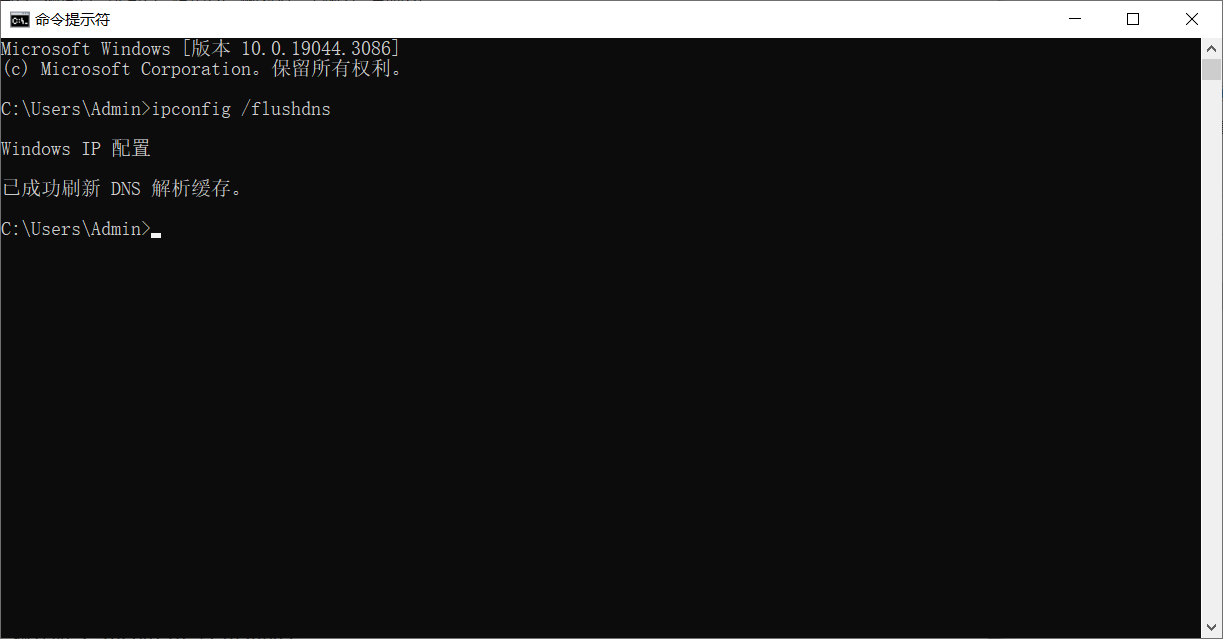 命令提示符
Microsoft Windows [版本 10.0.19044.3086]
(c) Microsoft Corporation。保留所有权利。
C:\Users\Admin>ipconfig /flushdns
Windows IP 配置
已成功刷新 DNS 解析缓存。
C:\Users\Admin>